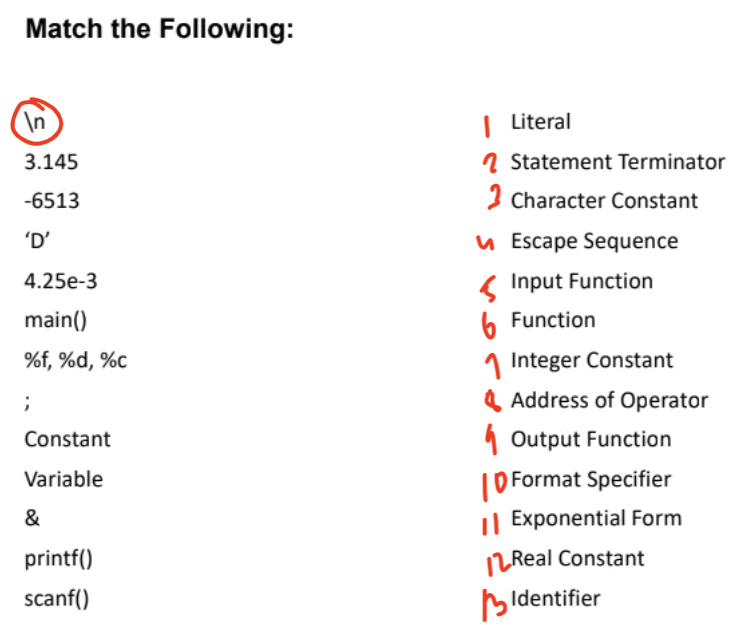 Match the Following:
\n 1 Literal
3.145 2 Statement Terminator
-6513 3 Character Constant
‘D’ 4 Escape Sequence
4.25e-3 5 Input Function
main() 6 Function
%f, %d, %c 7 Integer Constant
; 8 Address of Operator
Constant 9 Output Function
Variable 10 Format Specifier
& 11 Exponential Form
printf() 12 Real Constant
scanf() 13 Identifier